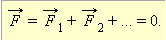 F⃗ = F⃗₁ + F⃗₂ + ... = 0.